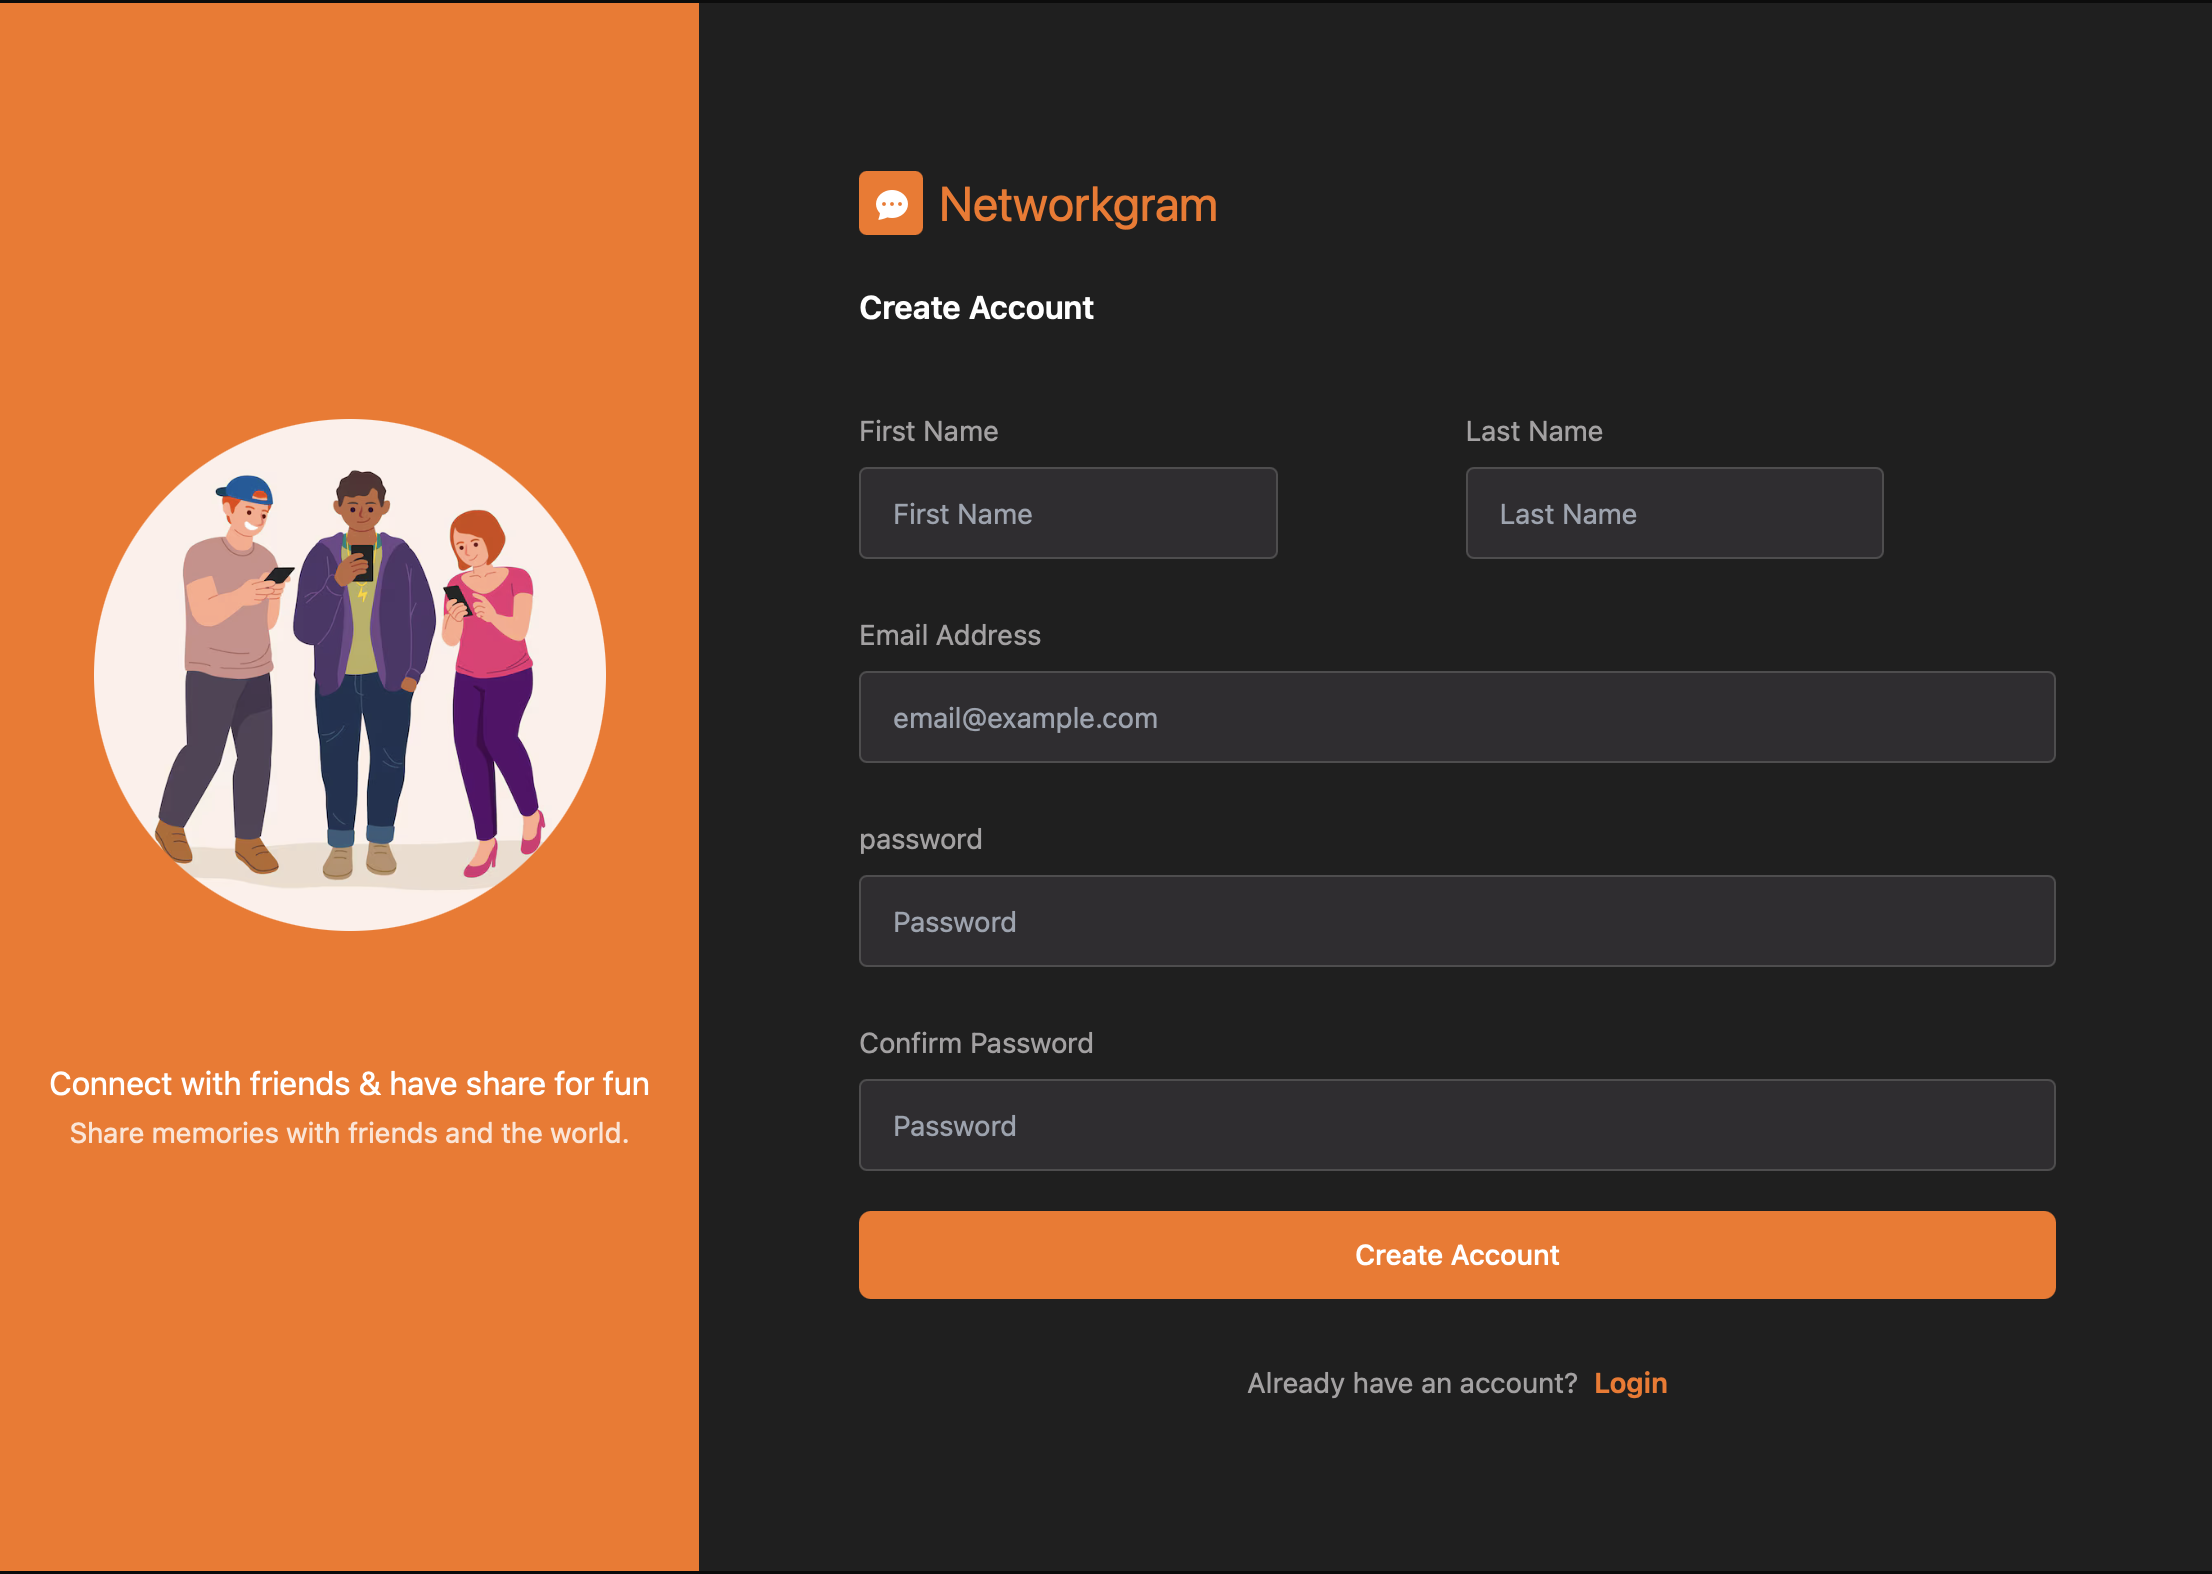 Connect with friends & have share for fun
Share memories with friends and the world.
Networkgram
Create Account
First Name
Last Name
First Name
Last Name
Email Address
email@example.com
password
Password
Confirm Password
Password
Create Account
Already have an account? Login